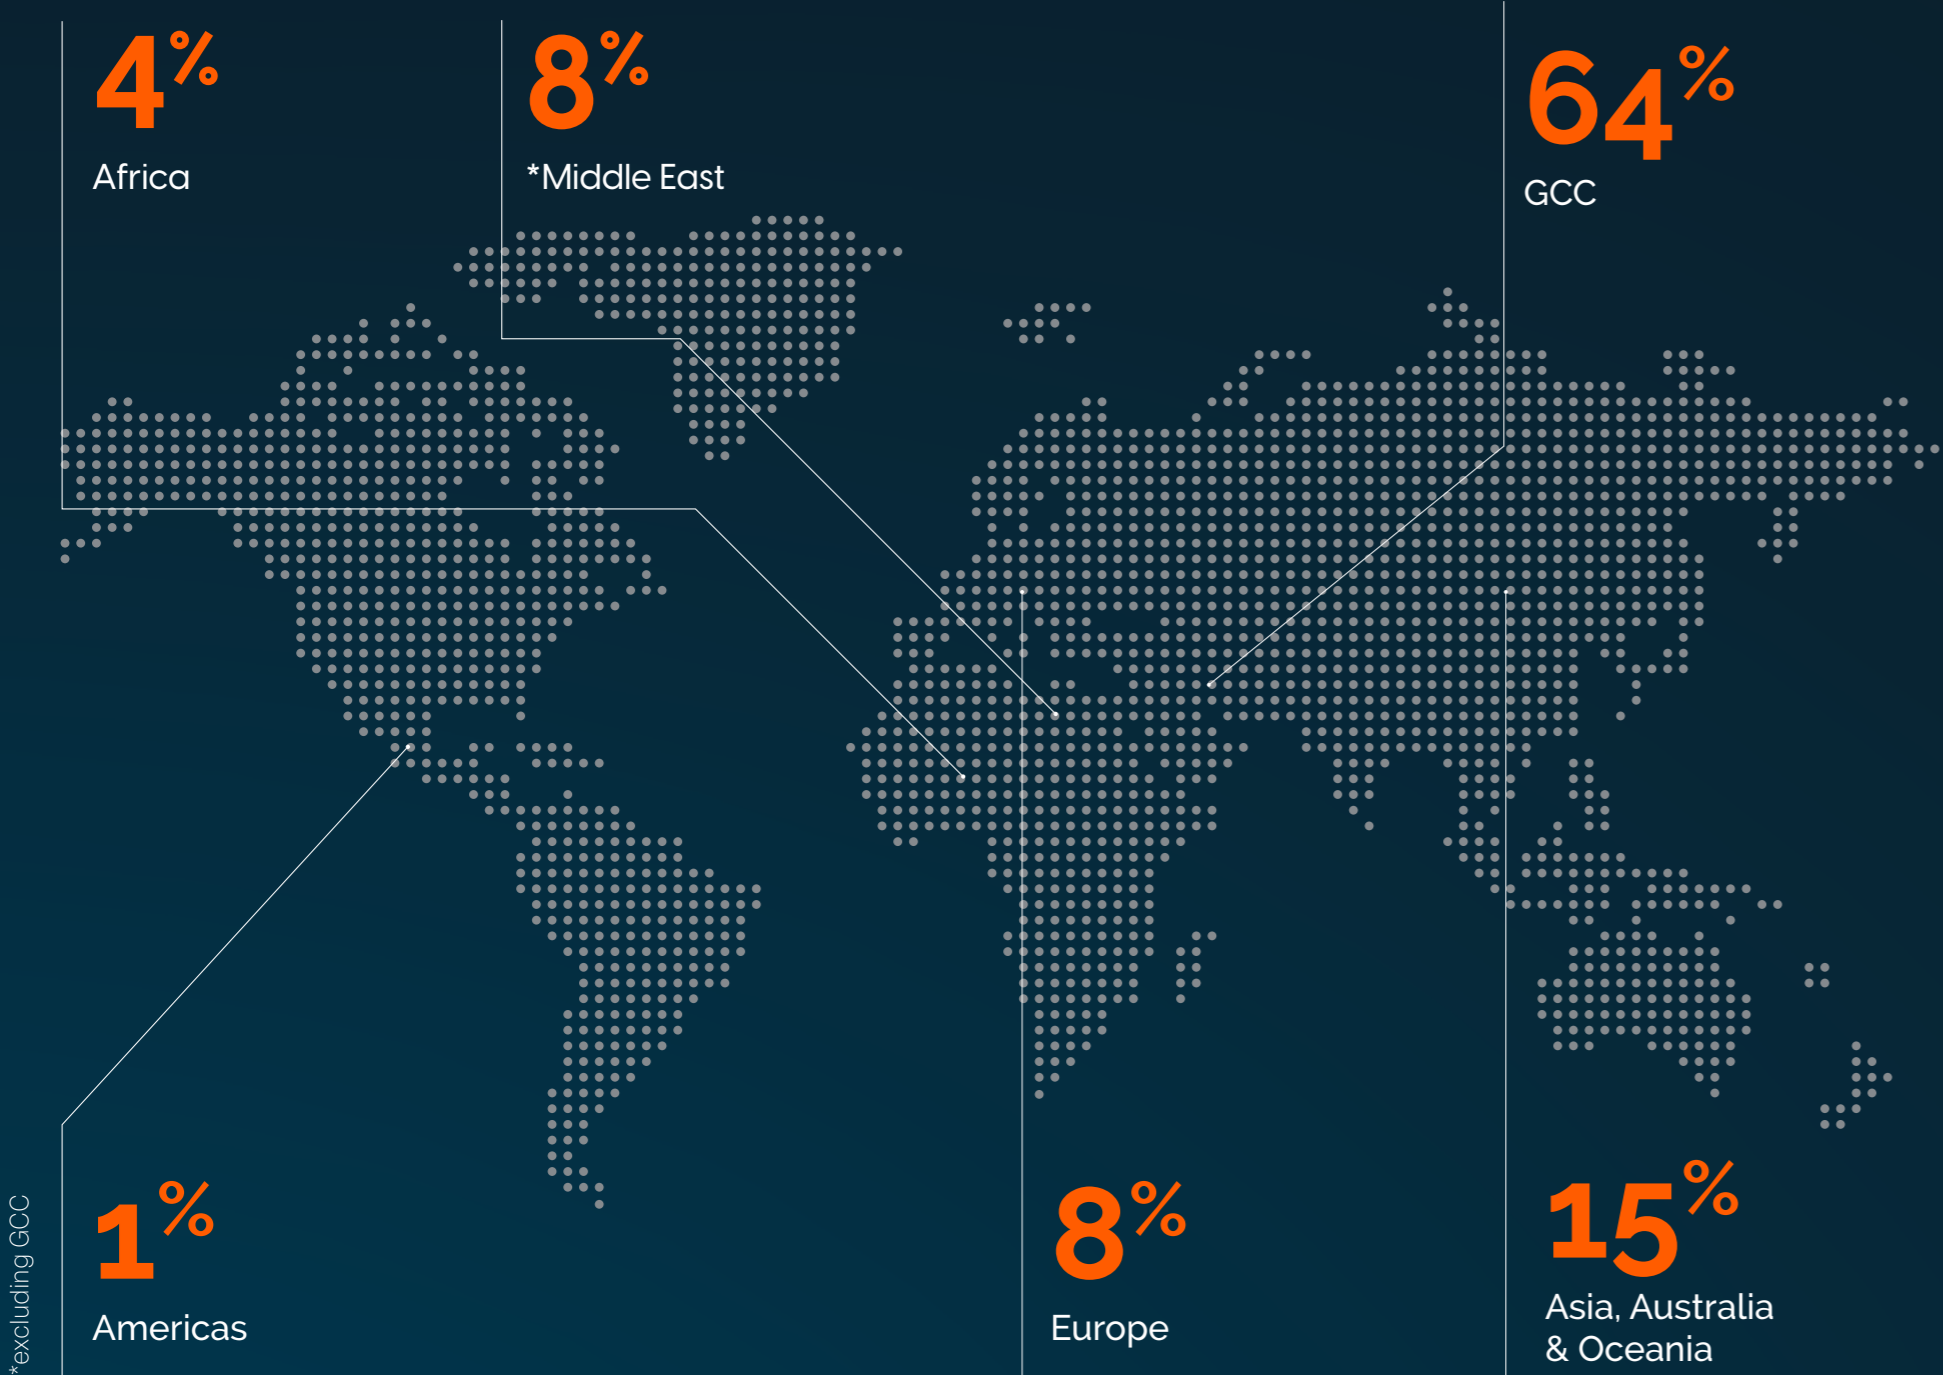 4%
Africa
8%
*Middle East
64%
GCC
1%
Americas
8%
Europe
15%
Asia, Australia
& Oceania
*excluding GCC